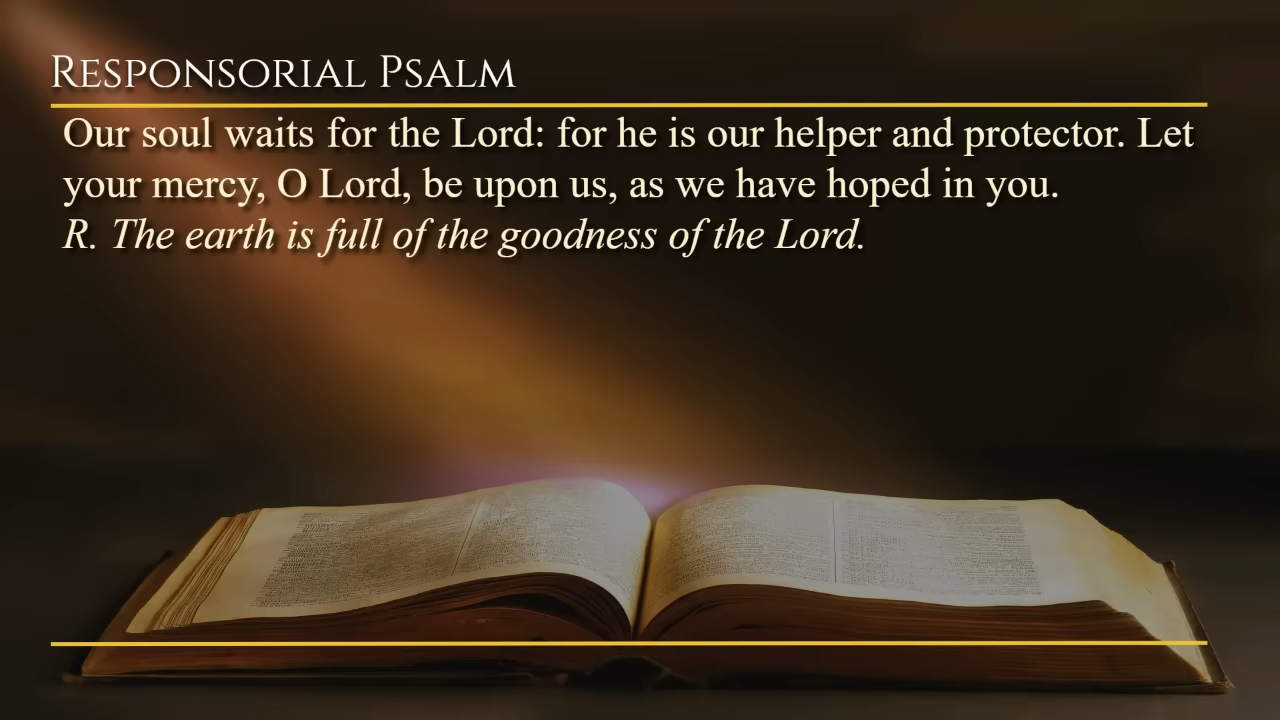 Responsorial Psalm
Our soul waits for the Lord: for he is our helper and protector. Let
your mercy, O Lord, be upon us, as we have hoped in you.
R. The earth is full of the goodness of the Lord.